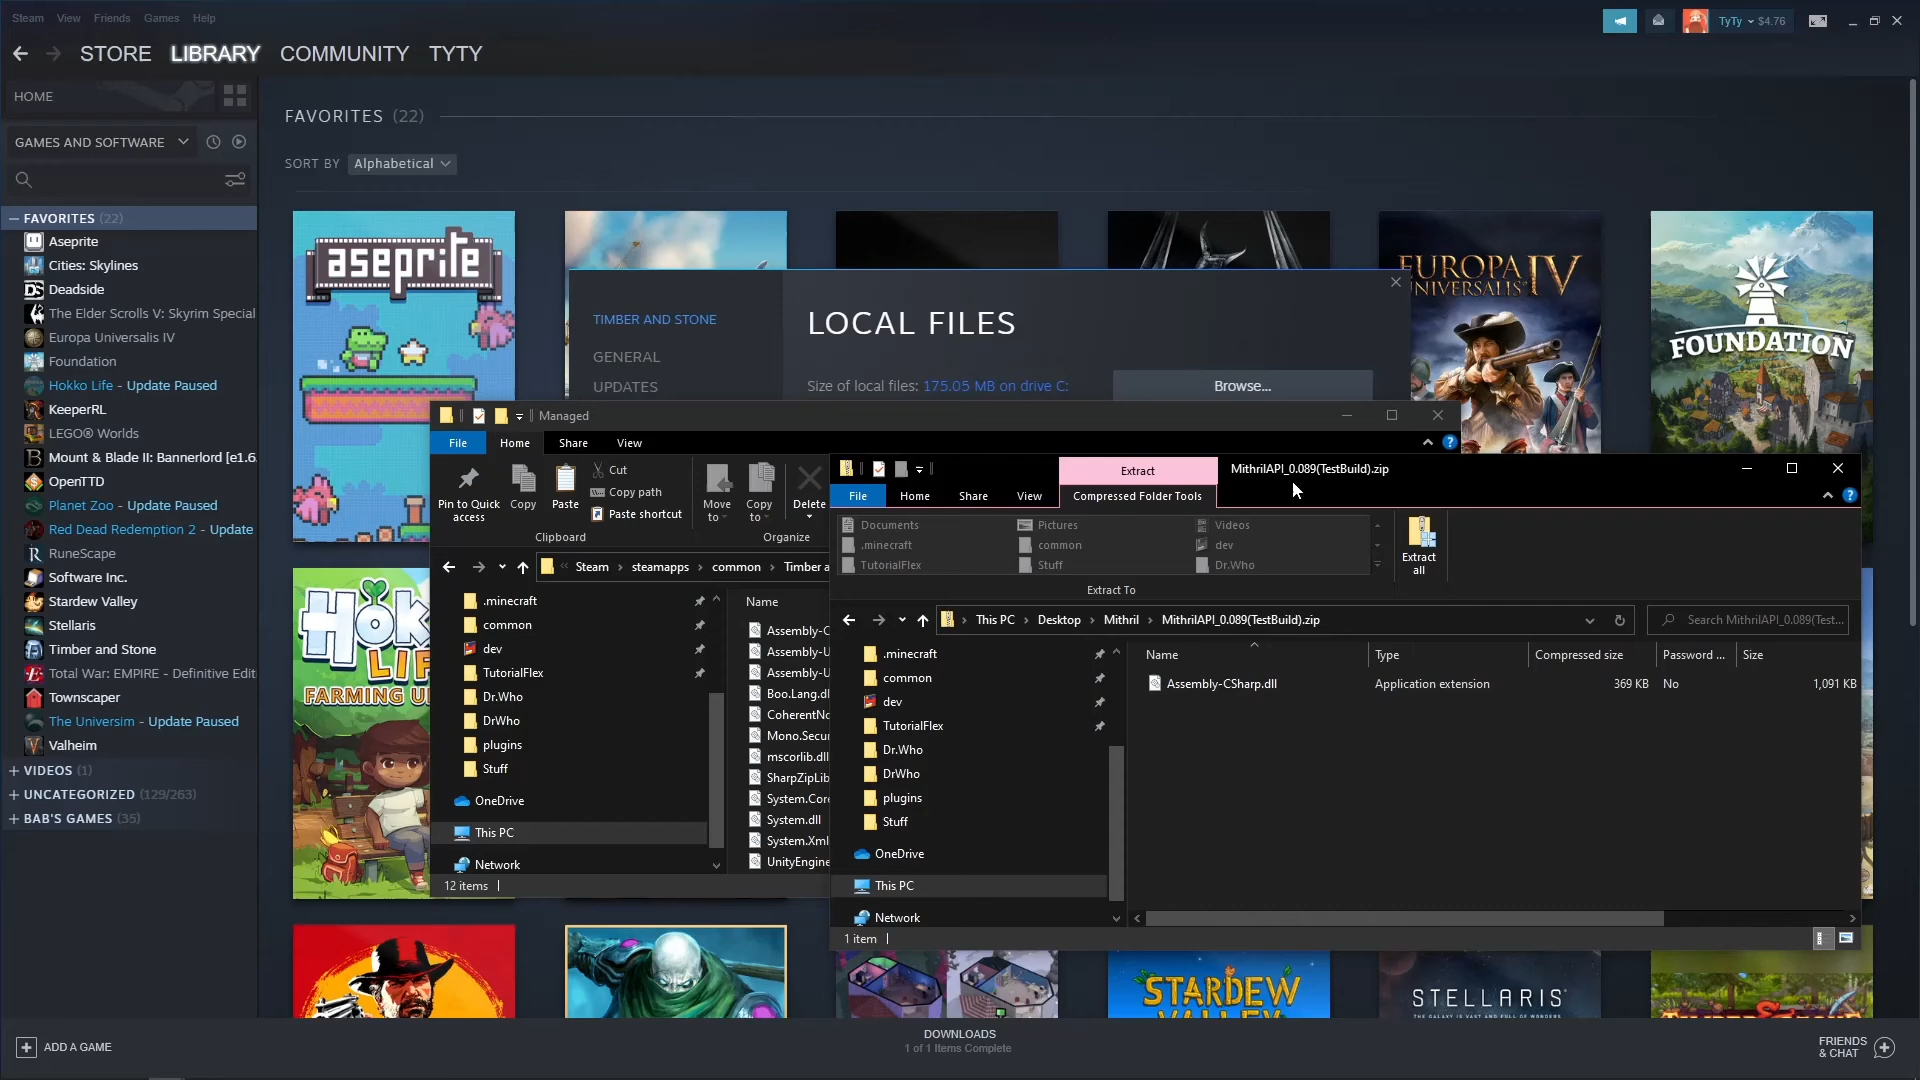 Steam View Friends Games Help
TyTy $4.76
STORE LIBRARY COMMUNITY TYTY
HOME
FAVORITES (22)
GAMES AND SOFTWARE
SORT BY Alphabetical
— FAVORITES (22)
Aseprite
Cities: Skylines
Deadside
The Elder Scrolls V: Skyrim Special
Europa Universalis IV
Foundation
Hokko Life - Update Paused
KeeperRL
LEGO® Worlds
Mount & Blade II: Bannerlord [e1.6.
OpenTTD
Planet Zoo - Update Paused
Red Dead Redemption 2 - Update
RuneScape
Software Inc.
Stardew Valley
Stellaris
Timber and Stone
Total War: EMPIRE - Definitive Edit
Townscaper
The Universim - Update Paused
Valheim
+ VIDEOS (1)
+ UNCATEGORIZED (129/263)
+ BAB'S GAMES (35)
aseprite
EUROPA
UNIVERSALIS IV
FOUNDATION
TIMBER AND STONE
GENERAL
UPDATES
LOCAL FILES
Size of local files: 175.05 MB on drive C:
Browse...
Managed
File Home Share View
Pin to Quick
access
Copy
Paste
Cut
Copy path
Paste shortcut
Move
to
Copy
to
Delete
Clipboard
Organize
Steam › steamapps › common › Timber a
.minecraft
common
dev
TutorialFlex
Dr.Who
DrWho
plugins
Stuff
OneDrive
This PC
Network
Name
Assembly-C
Assembly-U
Assembly-U
Boo.Lang.dl
CoherentNo
Mono.Secur
mscorlib.dll
SharpZipLib
System.Core
System.dll
System.Xml
UnityEngine
12 items
Extract
MithrilAPI_0.089(TestBuild).zip
File Home Share View Compressed Folder Tools
Documents Pictures Videos
.minecraft common dev
TutorialFlex Stuff Dr.Who
Extract
all
Extract To
This PC › Desktop › Mithril › MithrilAPI_0.089(TestBuild).zip
Search MithrilAPI_0.089(Test...
.minecraft
common
dev
TutorialFlex
Dr.Who
DrWho
plugins
Stuff
OneDrive
This PC
Network
Name Type Compressed size Password ... Size
Assembly-CSharp.dll Application extension 369 KB No 1,091 KB
1 item
HOK
LIF
FARMING U
STARDEW
VALLEY
STELLARIS
THE GALAXY IS VAST AND FULL OF WONDERS
ADD A GAME
DOWNLOADS
1 of 1 Items Complete
FRIENDS
& CHAT